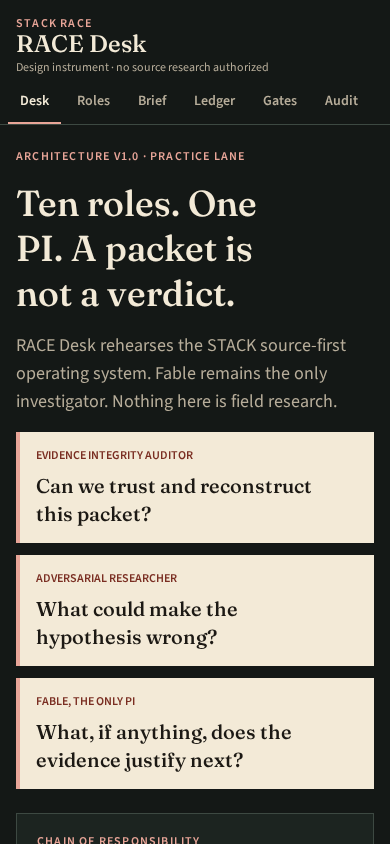 STACK RACE
RACE Desk
Design instrument · no source research authorized
Desk Roles Brief Ledger Gates Audit
ARCHITECTURE V1.0 · PRACTICE LANE
Ten roles. One
PI. A packet is
not a verdict.
RACE Desk rehearses the STACK source-first
operating system. Fable remains the only
investigator. Nothing here is field research.
EVIDENCE INTEGRITY AUDITOR
Can we trust and reconstruct
this packet?
ADVERSARIAL RESEARCHER
What could make the
hypothesis wrong?
FABLE, THE ONLY PI
What, if anything, does the
evidence justify next?
CHAIN OF RESPONSIBILITY